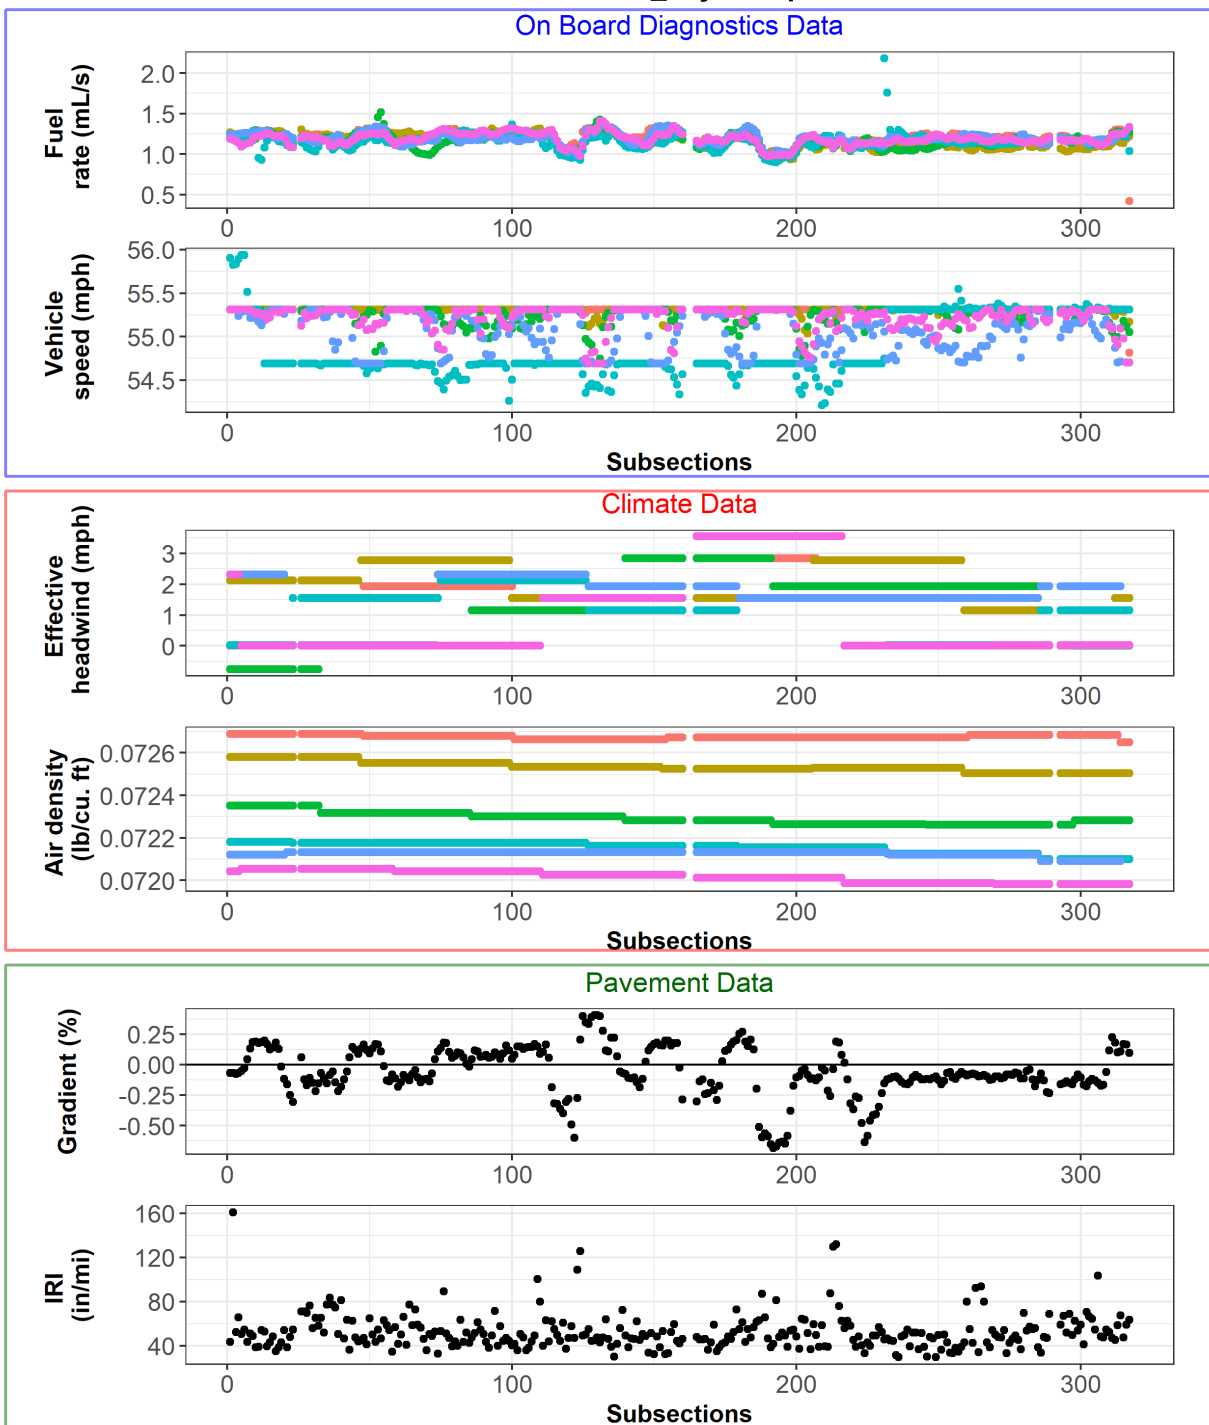 On Board Diagnostics Data
Fuel
rate (mL/s)
2.0
1.5
1.0
0.5
0 100 200 300
Vehicle
speed (mph)
56.0
55.5
55.0
54.5
0 100 200 300
Subsections
Climate Data
Effective
headwind (mph)
3
2
1
0
0 100 200 300
Air density
(lb/cu. ft)
0.0726
0.0724
0.0722
0.0720
0 100 200 300
Subsections
Pavement Data
Gradient (%)
0.25
0.00
-0.25
-0.50
0 100 200 300
IRI
(in/mi)
160
120
80
40
0 100 200 300
Subsections